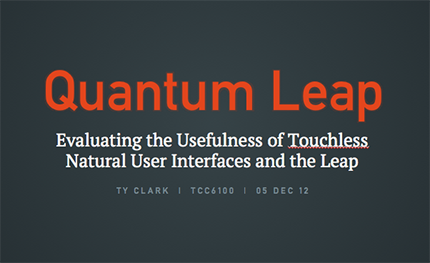 Quantum Leap
Evaluating the Usefulness of Touchless
Natural User Interfaces and the Leap
TY CLARK | TCC6100 | 05 DEC 12